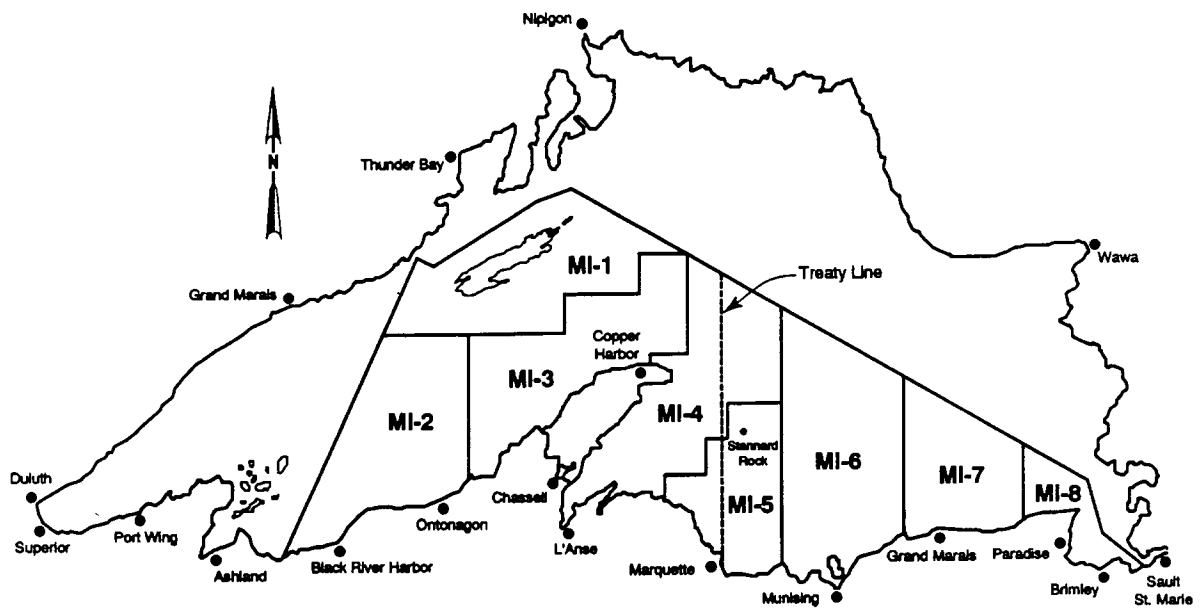 Nipigon
Thunder Bay
N
Wawa
MI-1
Treaty Line
Grand Marais
Copper
Harbor
MI-3
MI-4
MI-2
Stannard
Rock
MI-6
MI-7
MI-8
MI-5
Duluth
Chassell
Superior
Port Wing
Ontonagon
L'Anse
Grand Marais
Paradise
Ashland
Black River Harbor
Marquette
Munising
Brimley
Sault
St. Marie